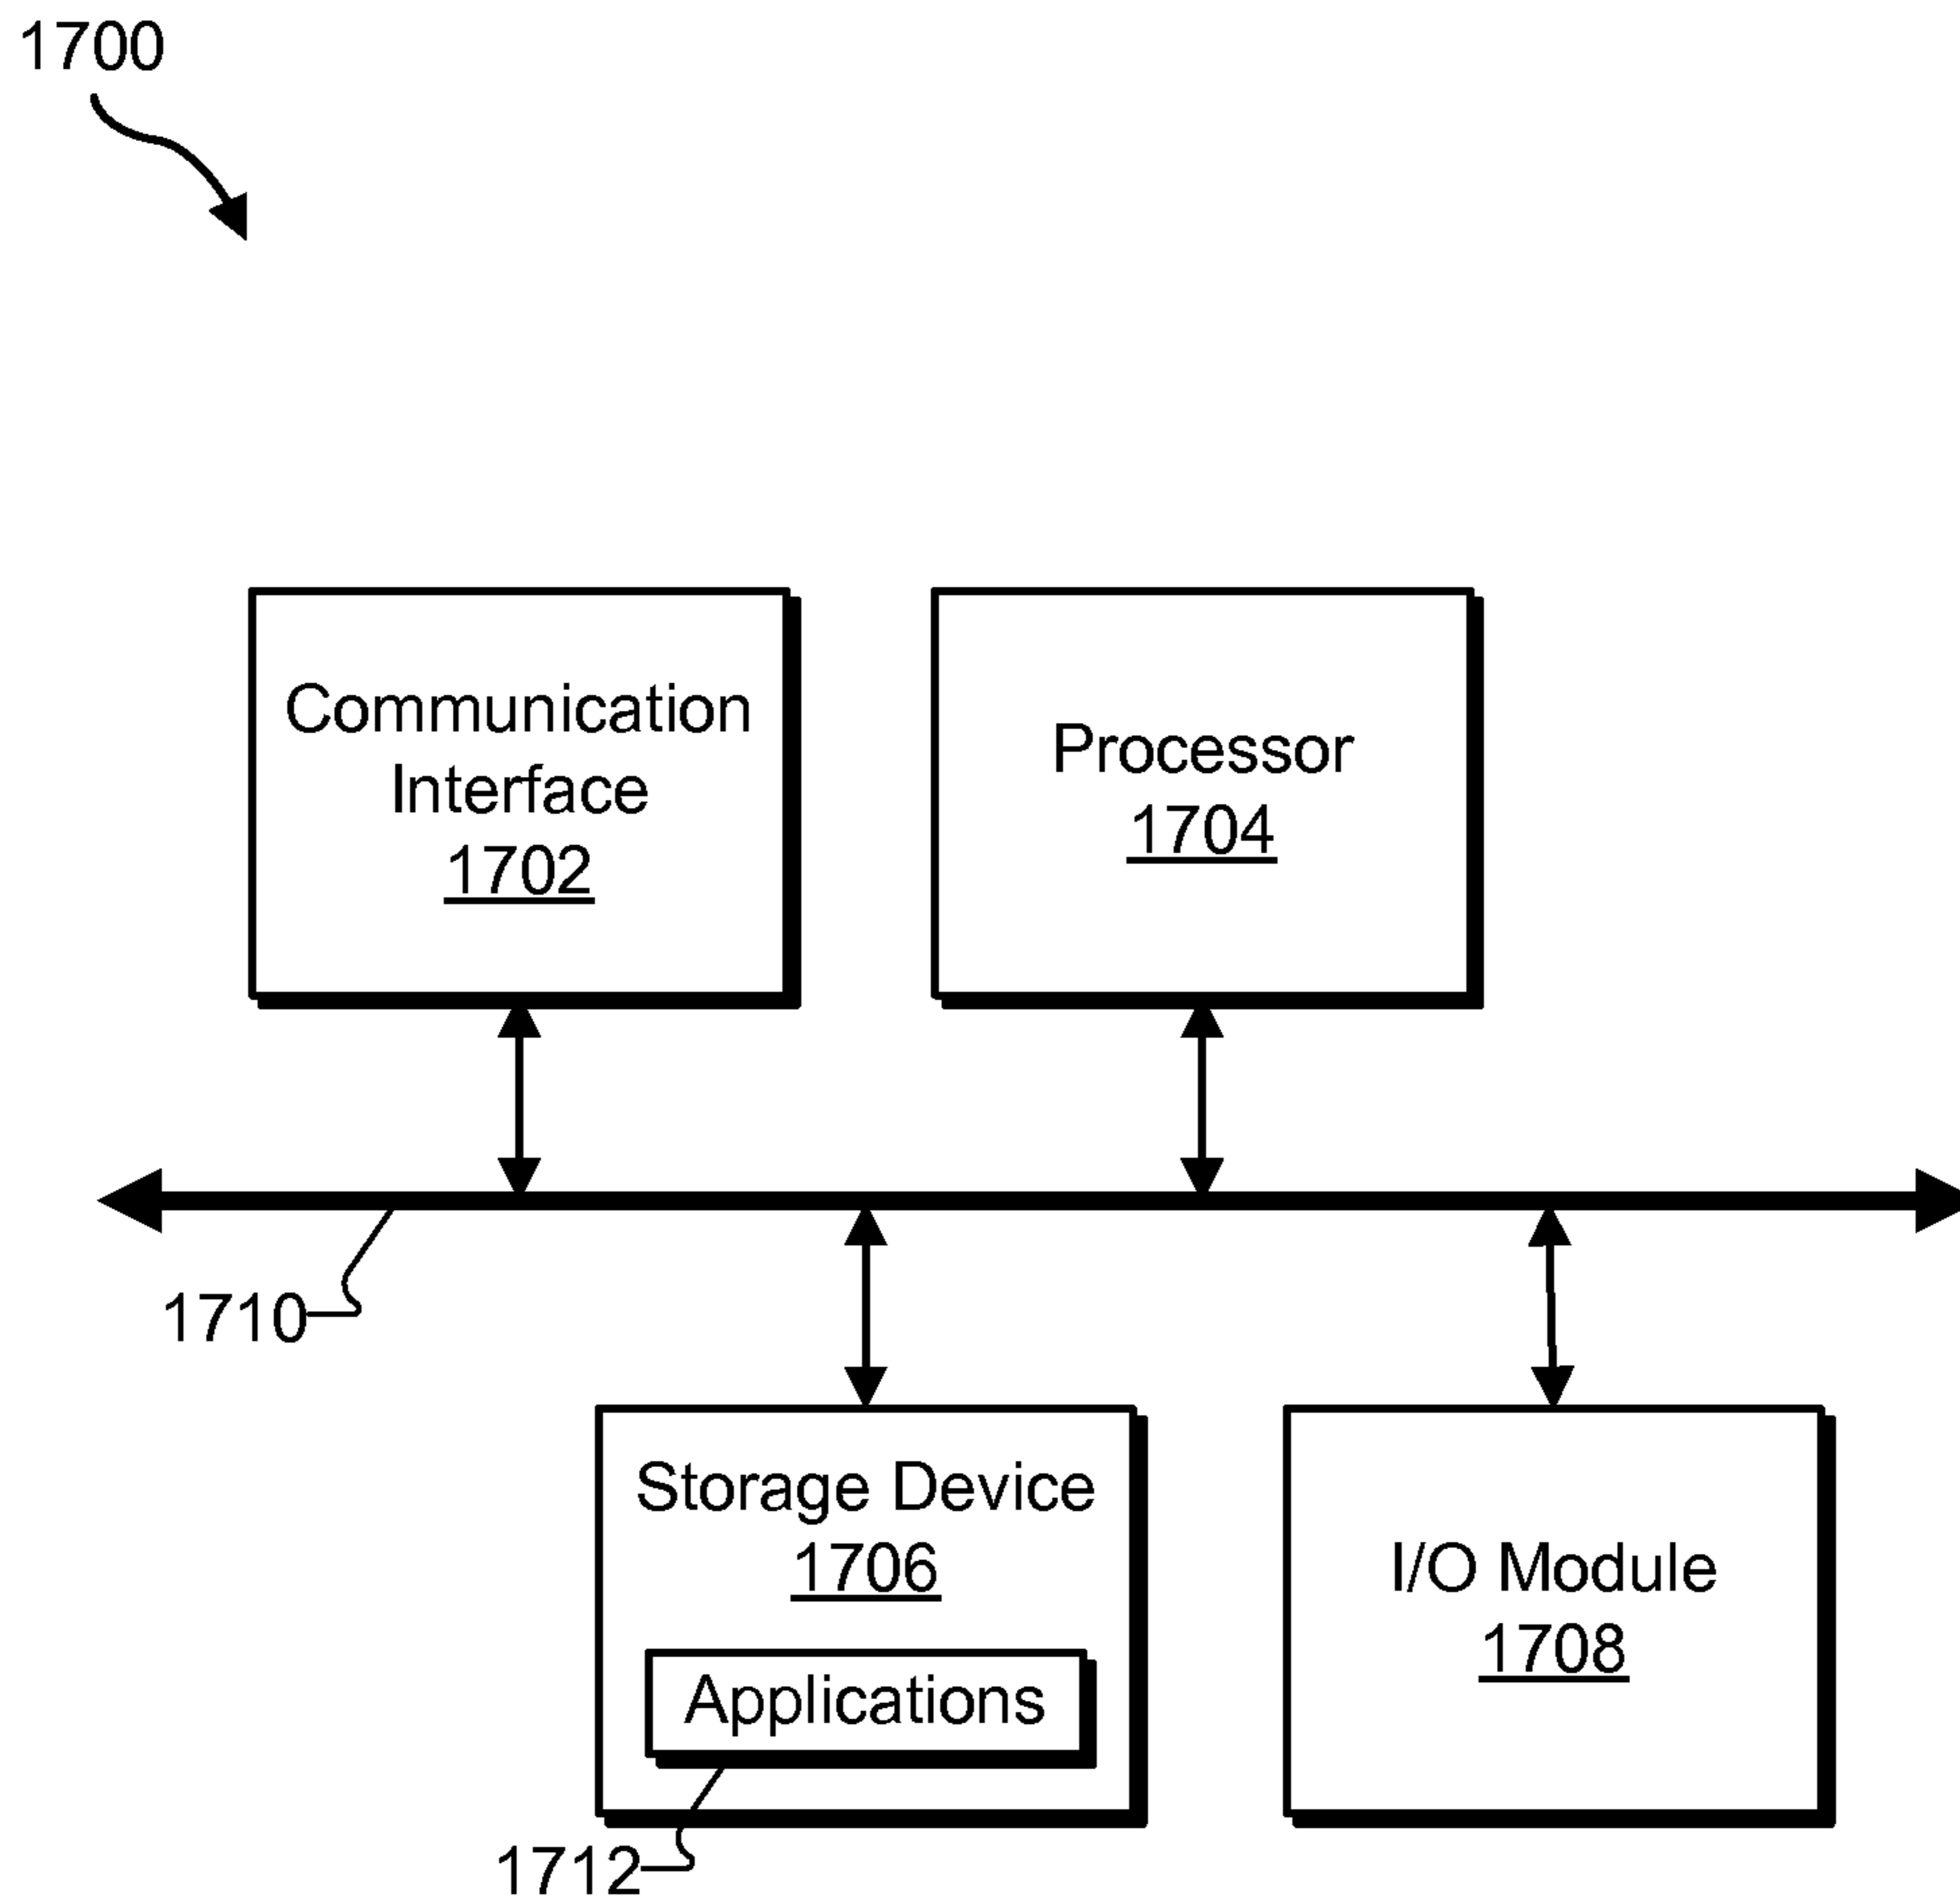 1700
Communication
Interface
1702
Processor
1704
1710
Storage Device
1706
Applications
1712
I/O Module
1708